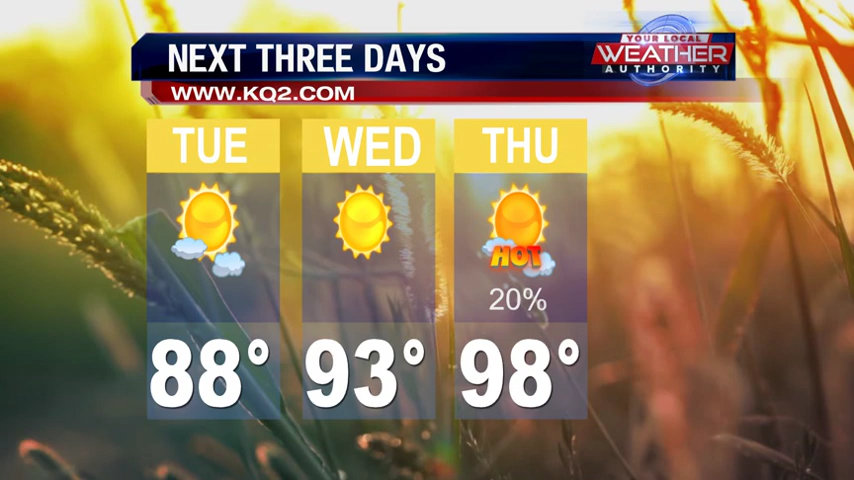 NEXT THREE DAYS
WWW.KQ2.COM
YOUR LOCAL
WEATHER
AUTHORITY
TUE WED THU
HOT
20%
88° 93° 98°